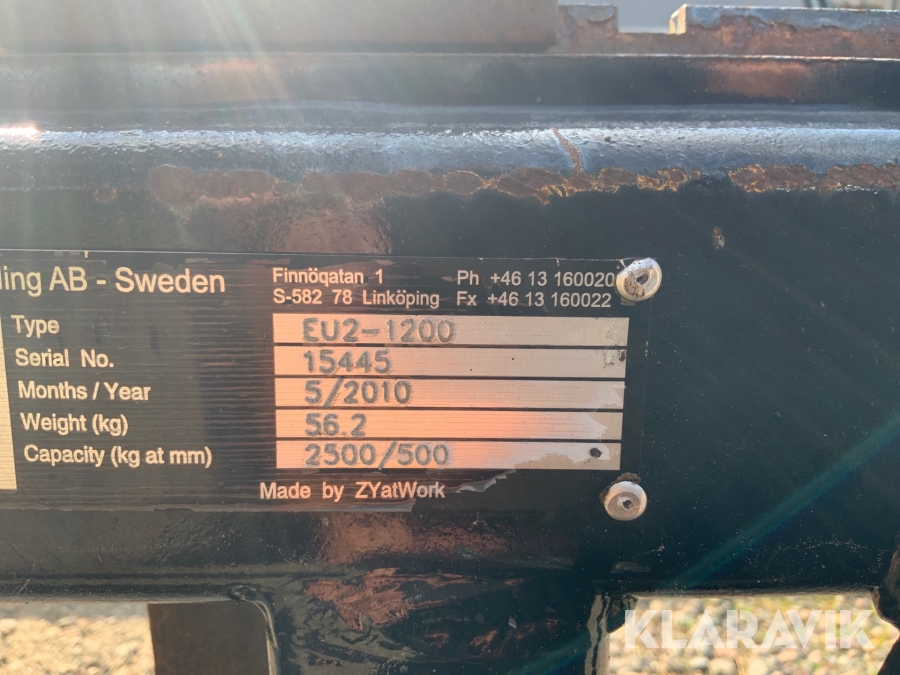 ling AB - Sweden
Finnögatan 1 Ph +46 13 160020
S-582 78 Linköping Fx +46 13 160022
Type EU2-1200
Serial No. 15445
Months / Year 5/2010
Weight (kg) 56.2
Capacity (kg at mm) 2500/500
Made by ZYatWork
KLARAVIK